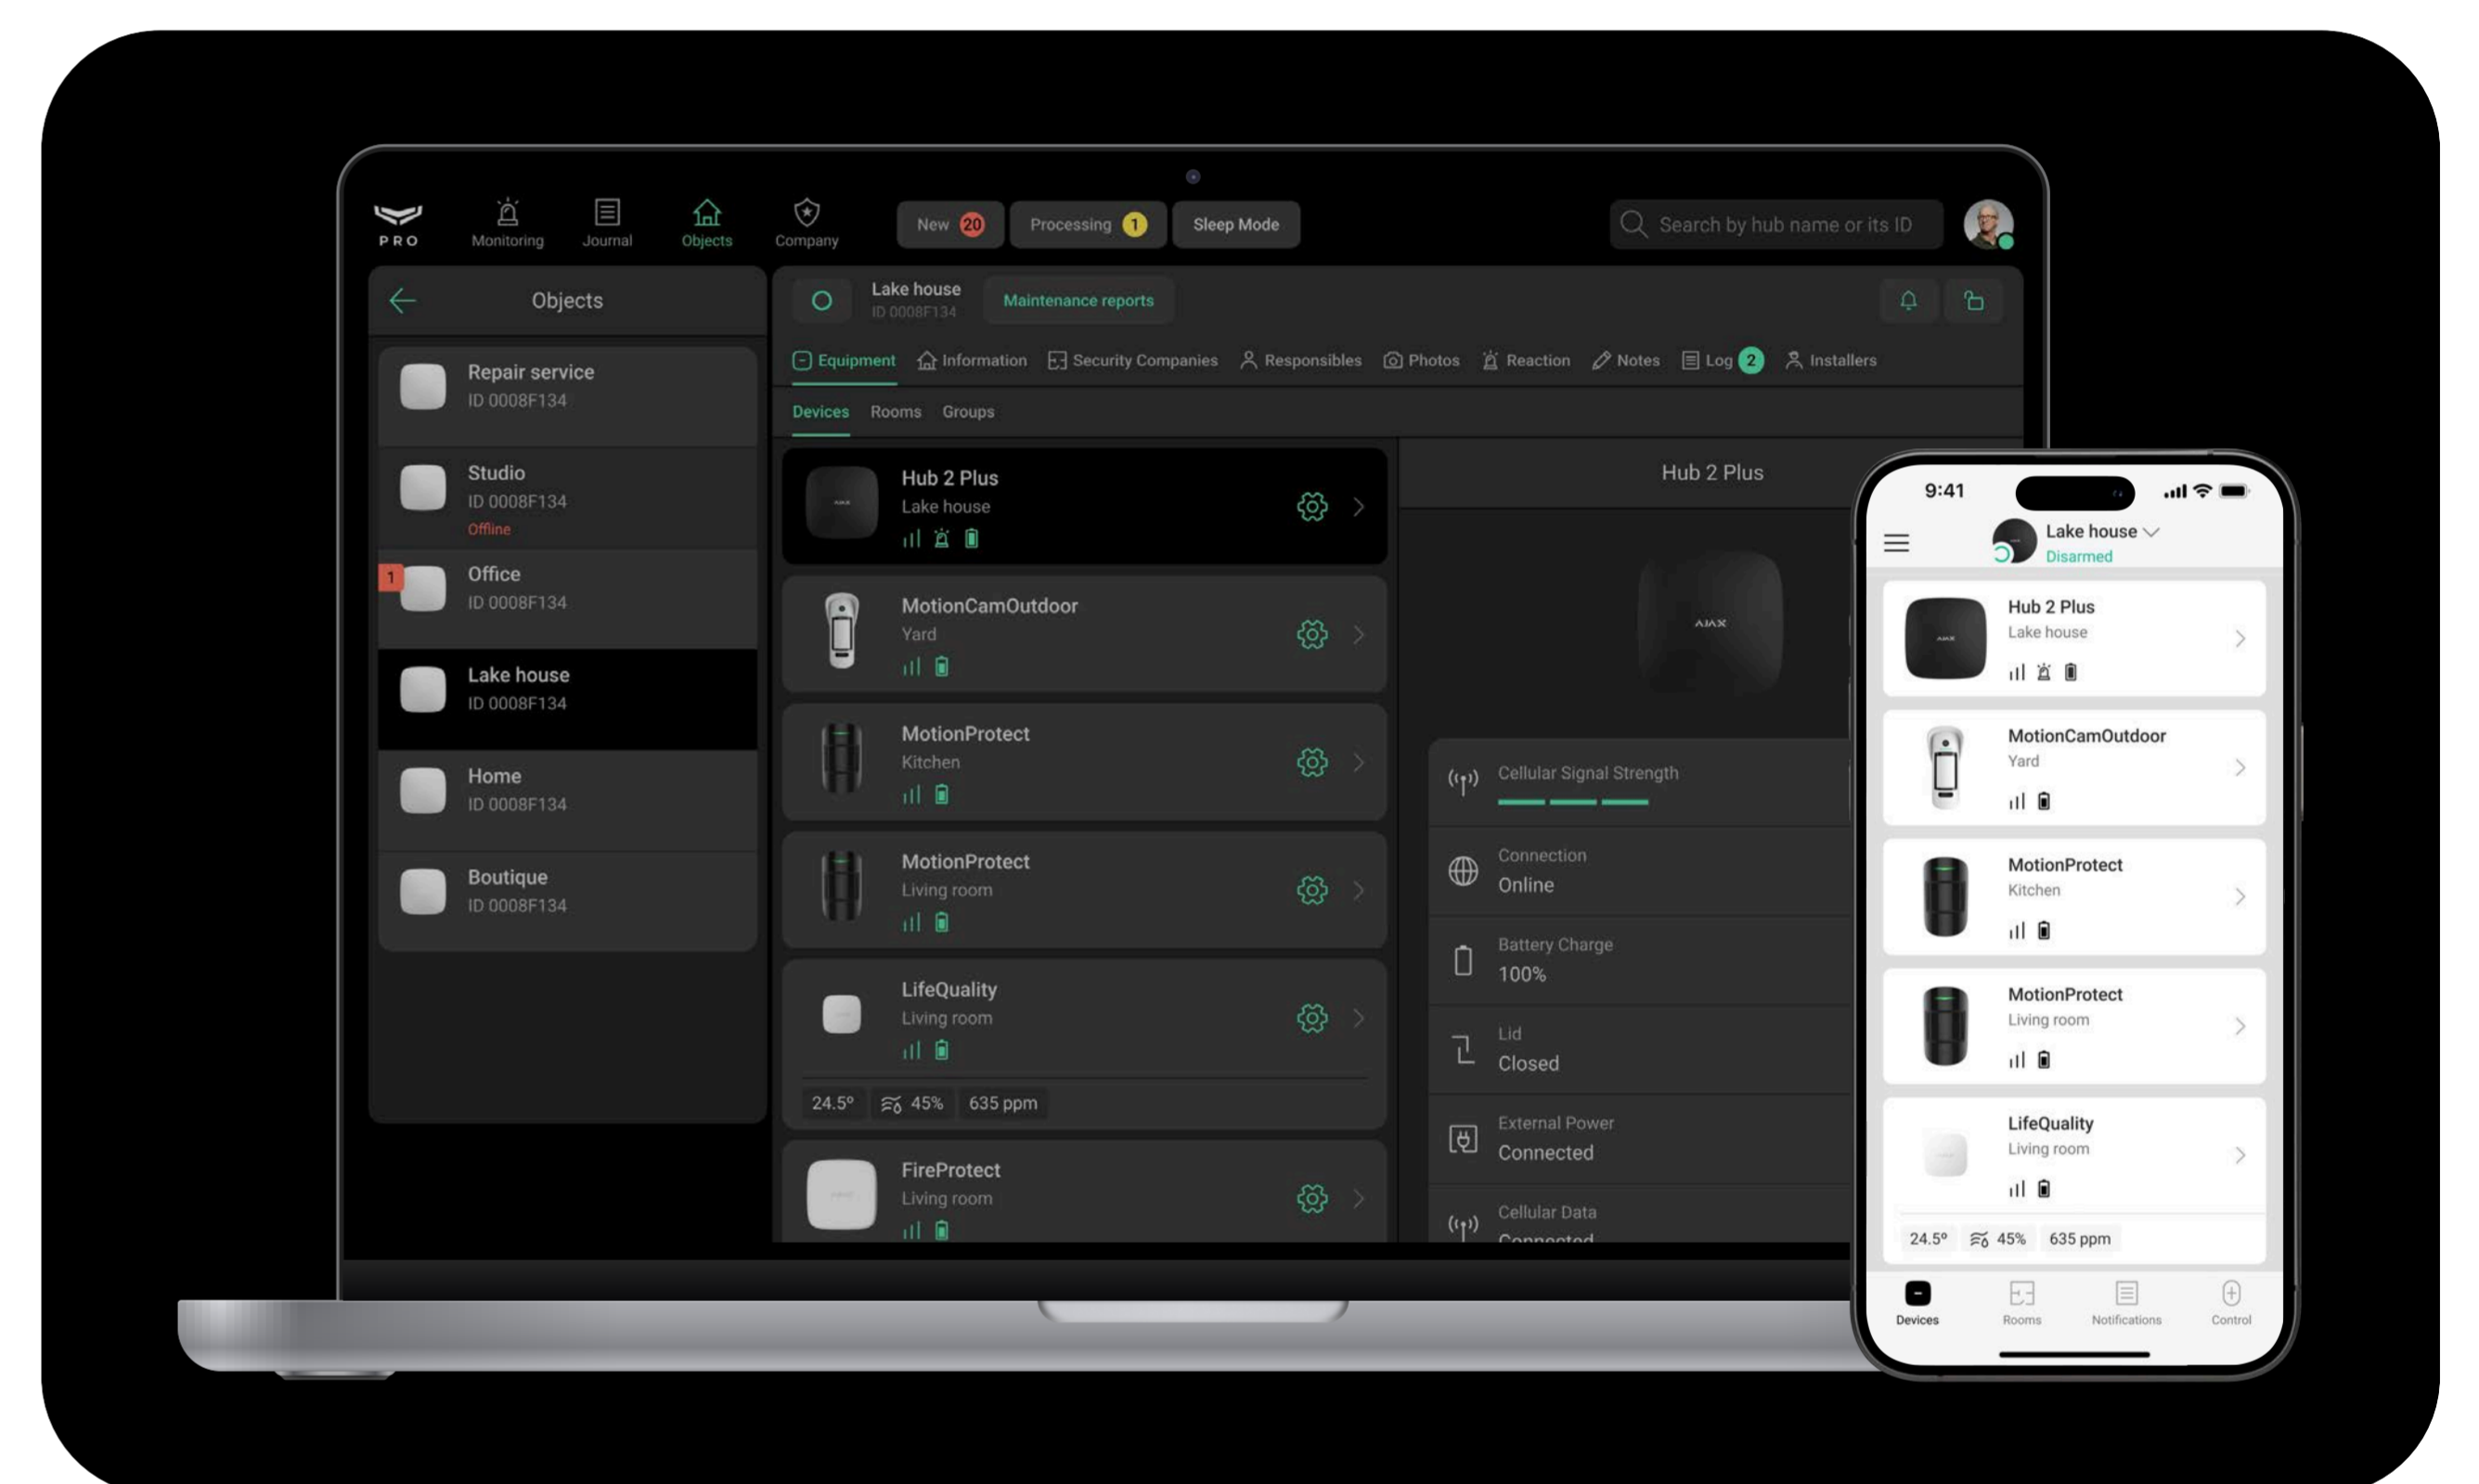 PRO
Monitoring
Journal
Objects
Company
New 20
Processing 1
Sleep Mode
Search by hub name or its ID
Objects
Repair service
ID 0008F134
Studio
ID 0008F134
Offline
1
Office
ID 0008F134
Lake house
ID 0008F134
Home
ID 0008F134
Boutique
ID 0008F134
Lake house
ID 0008F134
Maintenance reports
Equipment
Information
Security Companies
Responsibles
Photos
Reaction
Notes
Log 2
Installers
Devices
Rooms
Groups
Hub 2 Plus
Lake house
MotionCamOutdoor
Yard
MotionProtect
Kitchen
MotionProtect
Living room
LifeQuality
Living room
24.5° 45% 635 ppm
FireProtect
Living room
Hub 2 Plus
AJAX
Cellular Signal Strength
Connection
Online
Battery Charge
100%
Lid
Closed
External Power
Connected
Cellular Data
Connected
9:41
Lake house
Disarmed
AJAX
Hub 2 Plus
Lake house
MotionCamOutdoor
Yard
MotionProtect
Kitchen
MotionProtect
Living room
LifeQuality
Living room
24.5° 45% 635 ppm
Devices
Rooms
Notifications
Control